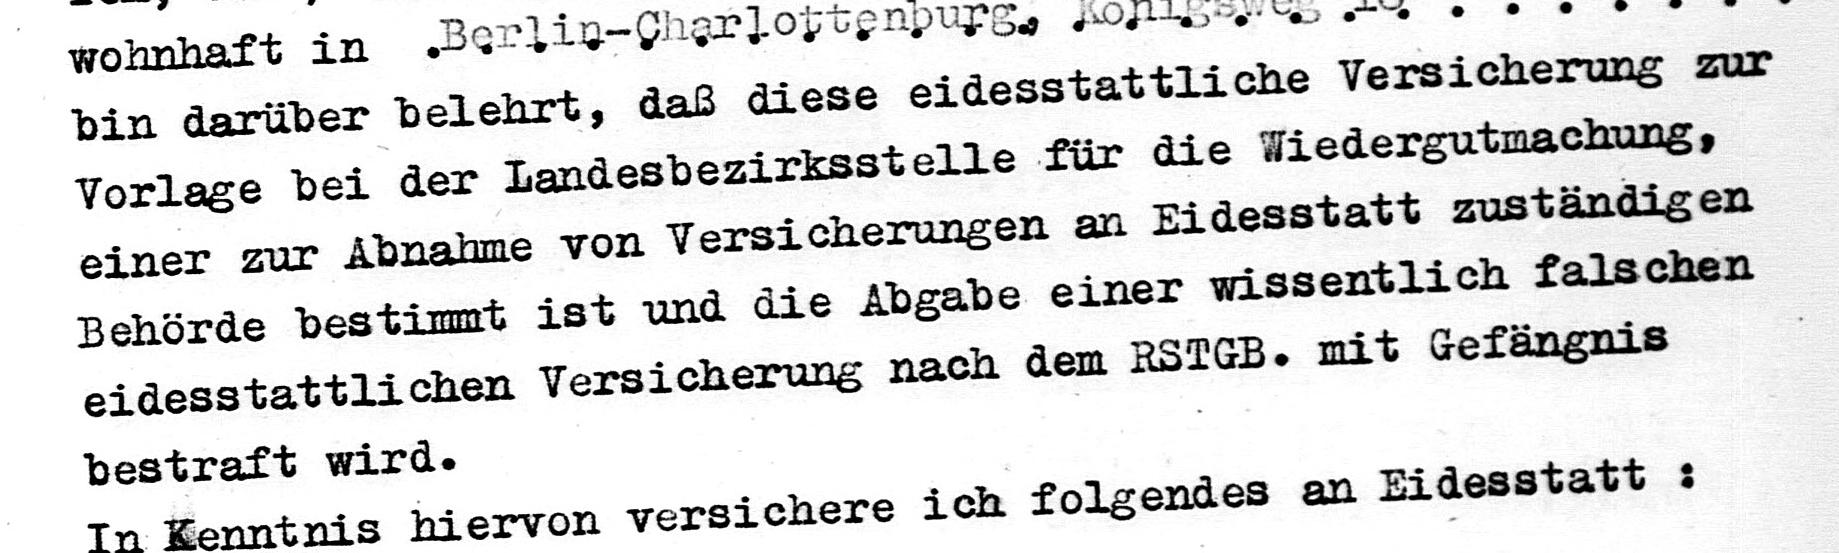 wohnhaft in Berlin-Charlottenburg, Königsweg
bin darüber belehrt, daß diese eidesstattliche Versicherung zur
Vorlage bei der Landesbezirksstelle für die Wiedergutmachung,
einer zur Abnahme von Versicherungen an Eidesstatt zuständigen
Behörde bestimmt ist und die Abgabe einer wissentlich falschen
eidesstattlichen Versicherung nach dem RSTGB. mit Gefängnis
bestraft wird.
In Kenntnis hiervon versichere ich folgendes an Eidesstatt :